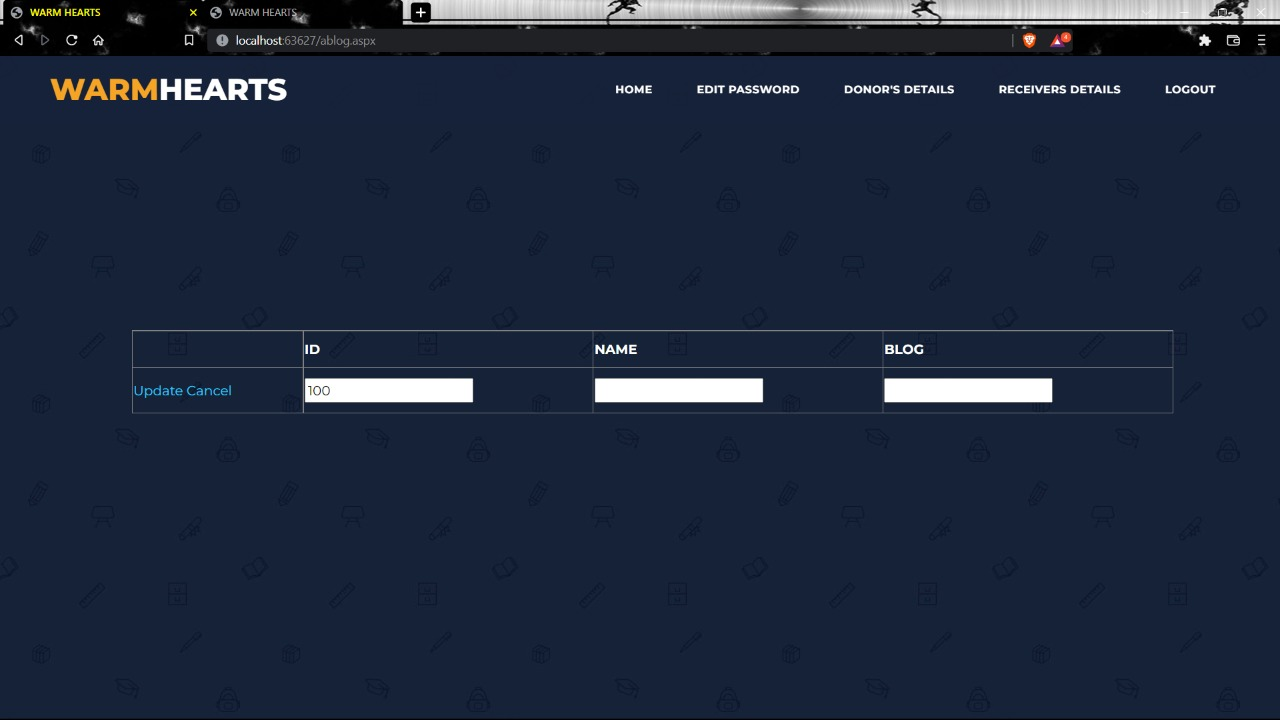 WARM HEARTS
WARM HEARTS
localhost:63627/ablog.aspx
4
WARMHEARTS
HOME
EDIT PASSWORD
DONOR'S DETAILS
RECEIVERS DETAILS
LOGOUT
ID
NAME
BLOG
Update Cancel
100